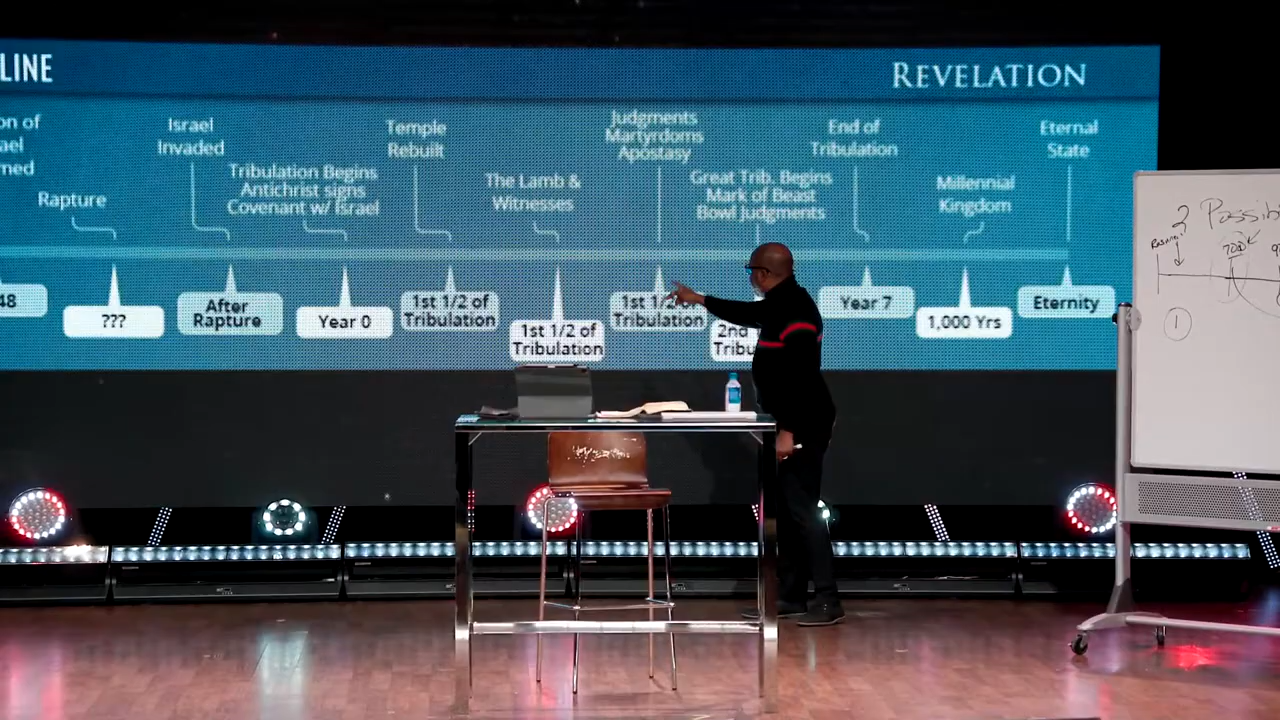 LINE
REVELATION
on of
ael
med
Rapture
Israel
Invaded
Tribulation Begins
Antichrist signs
Covenant w/ Israel
Temple
Rebuilt
The Lamb &
Witnesses
Judgments
Martyrdoms
Apostasy
Great Trib. Begins
Mark of Beast
Bowl Judgments
End of
Tribulation
Millennial
Kingdom
Eternal
State
48
???
After
Rapture
Year 0
1st 1/2 of
Tribulation
1st 1/2 of
Tribulation
1st 1/2 of
Tribulation
2nd
Tribu
Year 7
1,000 Yrs
Eternity
Possib
1